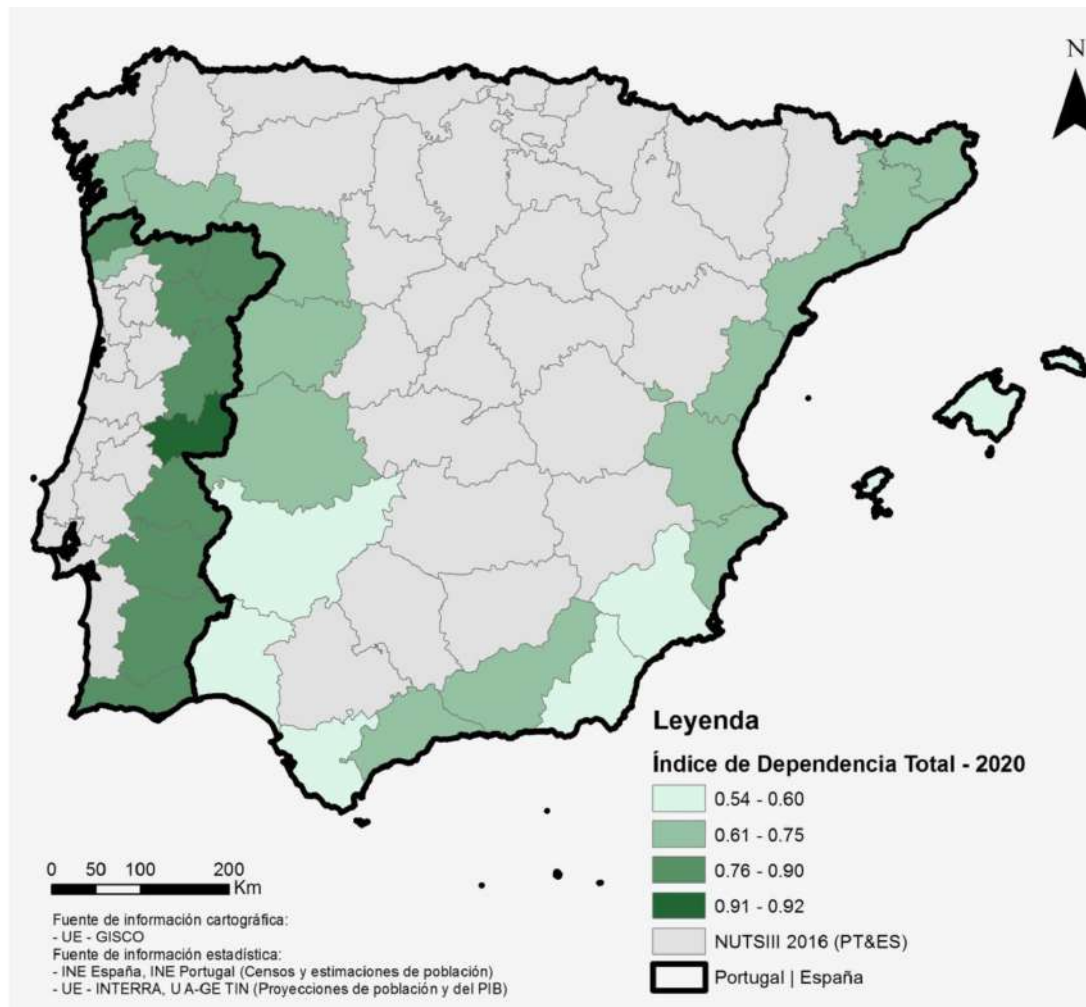 N
Leyenda
Índice de Dependencia Total - 2020
0.54 - 0.60
0.61 - 0.75
0.76 - 0.90
0.91 - 0.92
NUTSIII 2016 (PT&ES)
Portugal | España
0 50 100 200
Km
Fuente de información cartográfica:
- UE - GISCO
Fuente de información estadística:
- INE España, INE Portugal (Censos y estimaciones de población)
- UE - INTERRA, U A-GE TIN (Proyecciones de población y del PIB)